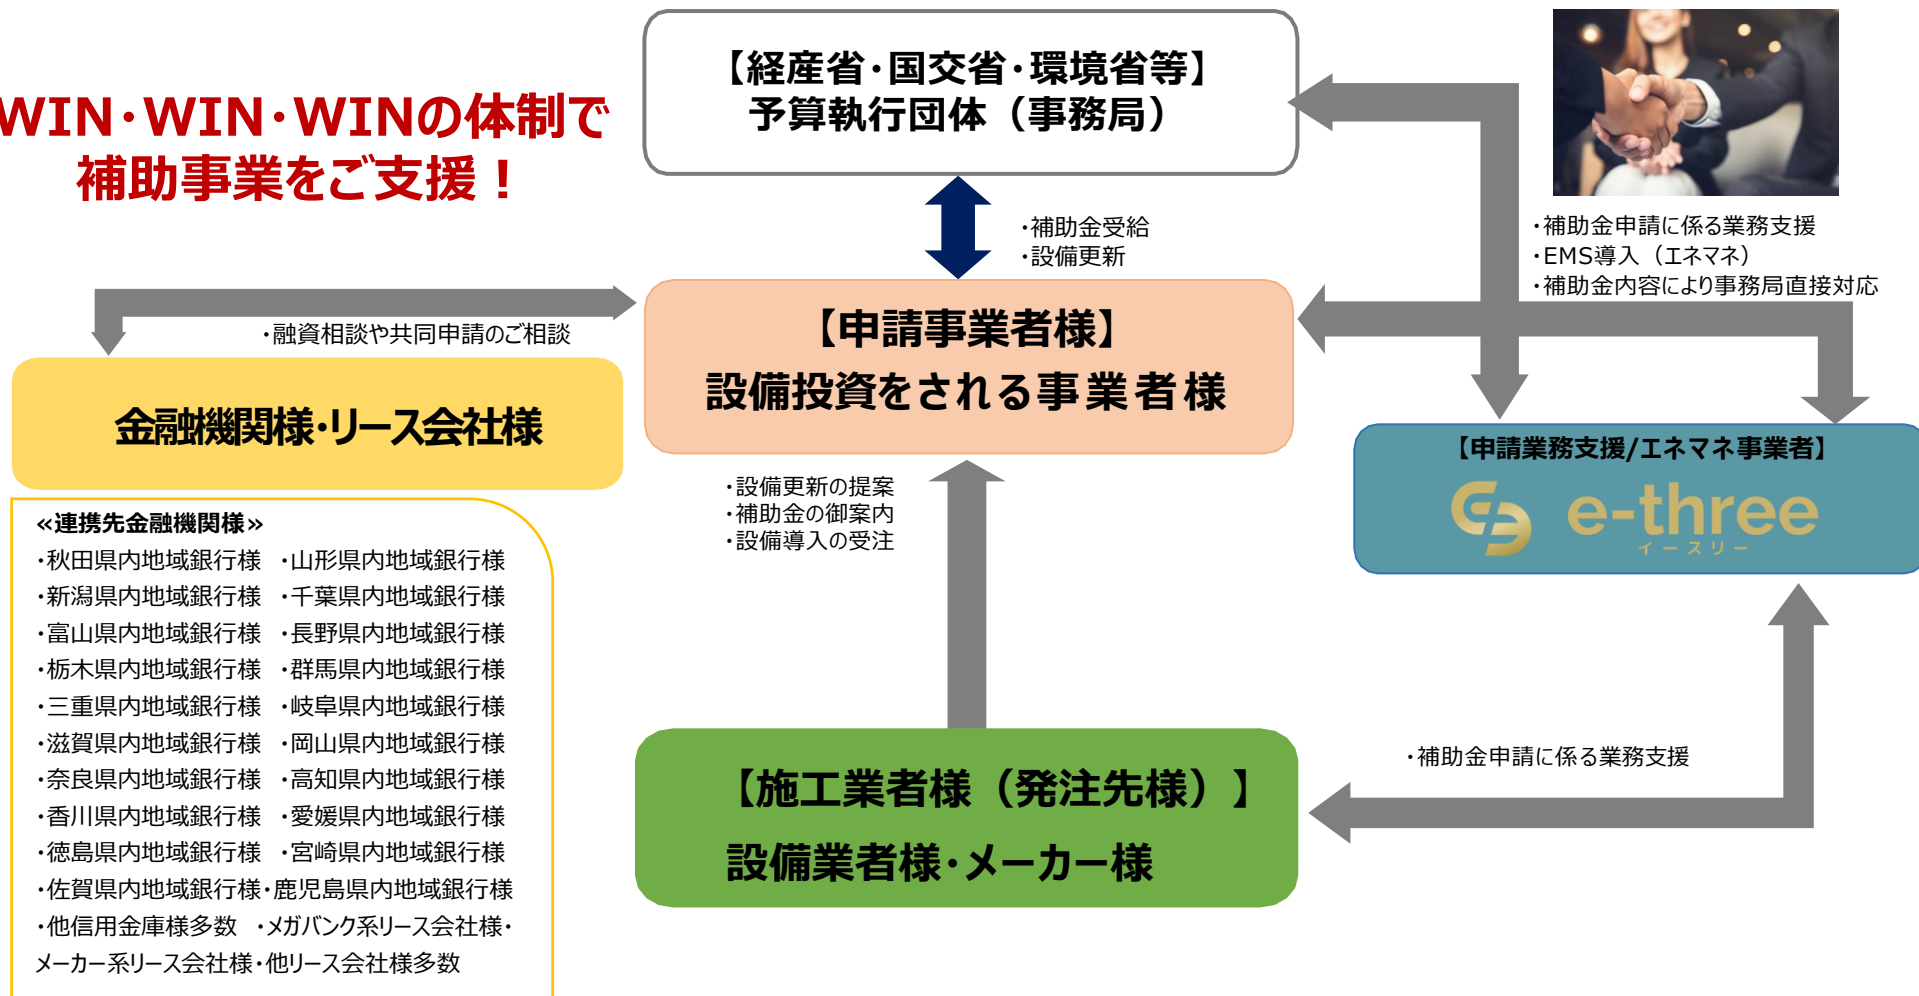 WIN・WIN・WINの体制で
補助事業をご支援！
【経産省・国交省・環境省等】
予算執行団体（事務局）
・補助金受給
・設備更新
・補助金申請に係る業務支援
・EMS導入（エネマネ）
・補助金内容により事務局直接対応
・融資相談や共同申請のご相談
【申請事業者様】
設備投資をされる事業者様
金融機関様・リース会社様
【申請業務支援/エネマネ事業者】
e-three
イースリー
・設備更新の提案
・補助金の御案内
・設備導入の受注
≪連携先金融機関様≫
・秋田県内地域銀行様　・山形県内地域銀行様
・新潟県内地域銀行様　・千葉県内地域銀行様
・富山県内地域銀行様　・長野県内地域銀行様
・栃木県内地域銀行様　・群馬県内地域銀行様
・三重県内地域銀行様　・岐阜県内地域銀行様
・滋賀県内地域銀行様　・岡山県内地域銀行様
・奈良県内地域銀行様　・高知県内地域銀行様
・香川県内地域銀行様　・愛媛県内地域銀行様
・徳島県内地域銀行様　・宮崎県内地域銀行様
・佐賀県内地域銀行様・鹿児島県内地域銀行様
・他信用金庫様多数　・メガバンク系リース会社様・
メーカー系リース会社様・他リース会社様多数
【施工業者様（発注先様）】
設備業者様・メーカー様
・補助金申請に係る業務支援